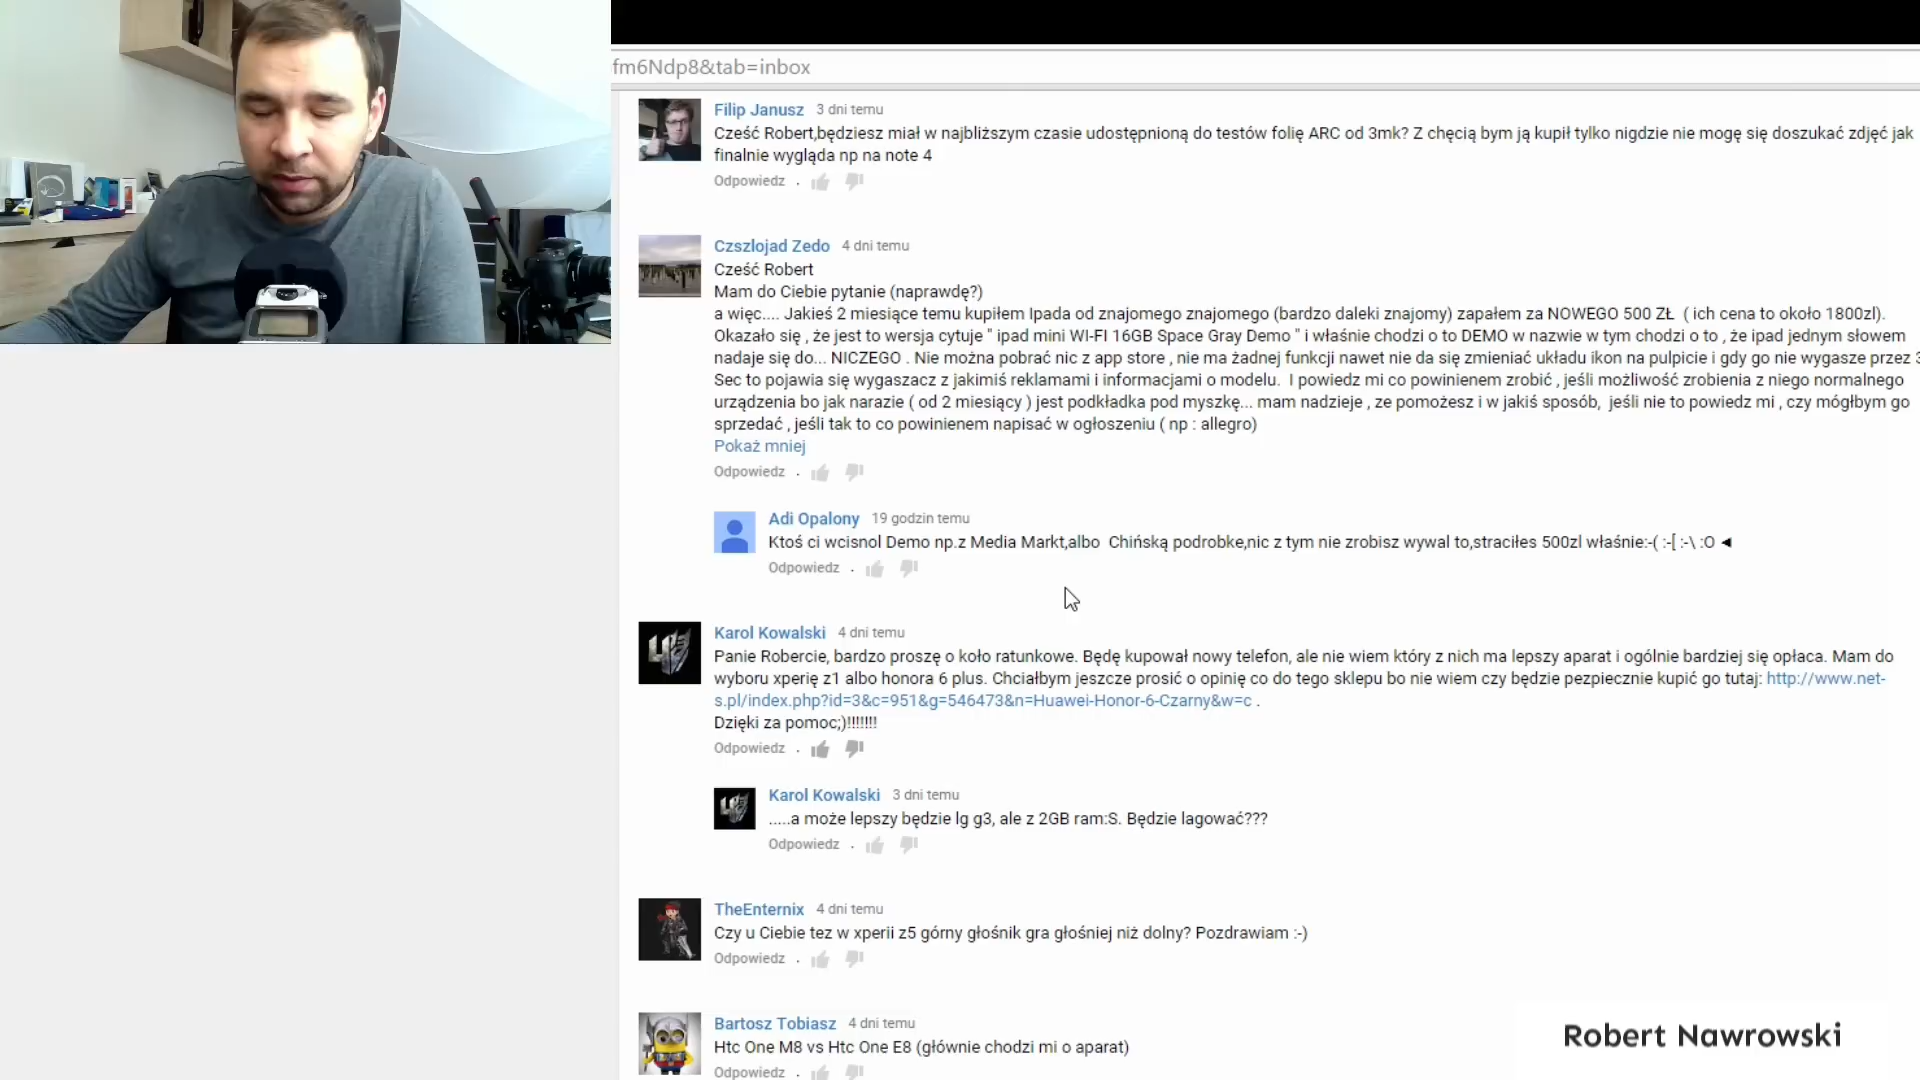 fm6Ndp8&tab=inbox
Filip Janusz 3 dni temu
Cześć Robert,będziesz miał w najbliższym czasie udostępnioną do testów folię ARC od 3mk? Z chęcią bym ją kupił tylko nigdzie nie mogę się doszukać zdjęć jak
finalnie wygląda np na note 4
Odpowiedz .
Czszlojad Zedo 4 dni temu
Cześć Robert
Mam do Ciebie pytanie (naprawdę?)
a więc.... Jakieś 2 miesiące temu kupiłem Ipada od znajomego znajomego (bardzo daleki znajomy) zapałem za NOWEGO 500 ZŁ ( ich cena to około 1800zl).
Okazało się , że jest to wersja cytuje " ipad mini WI-FI 16GB Space Gray Demo " i właśnie chodzi o to DEMO w nazwie w tym chodzi o to , że ipad jednym słowem
nadaje się do... NICZEGO . Nie można pobrać nic z app store , nie ma żadnej funkcji nawet nie da się zmieniać układu ikon na pulpicie i gdy go nie wygasze przez 3
Sec to pojawia się wygaszacz z jakimiś reklamami i informacjami o modelu. I powiedz mi co powinienem zrobić , jeśli możliwość zrobienia z niego normalnego
urządzenia bo jak narazie ( od 2 miesięcy ) jest podkładka pod myszkę... mam nadzieje , ze pomożesz i w jakiś sposób, jeśli nie to powiedz mi , czy mógłbym go
sprzedać , jeśli tak to co powinienem napisać w ogłoszeniu ( np : allegro)
Pokaż mniej
Odpowiedz .
Adi Opalony 19 godzin temu
Ktoś ci wcisnol Demo np.z Media Markt,albo Chińską podrobke,nic z tym nie zrobisz wywal to,straciłes 500zl właśnie:-( :-[ :-\ :O ◄
Odpowiedz .
Karol Kowalski 4 dni temu
Panie Robercie, bardzo proszę o koło ratunkowe. Będę kupował nowy telefon, ale nie wiem który z nich ma lepszy aparat i ogólnie bardziej się opłaca. Mam do
wyboru xperię z1 albo honora 6 plus. Chciałbym jeszcze prosić o opinię co do tego sklepu bo nie wiem czy będzie pezpiecznie kupić go tutaj: http://www.net-
s.pl/index.php?id=3&c=951&g=546473&n=Huawei-Honor-6-Czarny&w=c .
Dzięki za pomoc;)!!!!!!!
Odpowiedz .
Karol Kowalski 3 dni temu
.....a może lepszy będzie lg g3, ale z 2GB ram:S. Będzie lagować???
Odpowiedz .
TheEnternix 4 dni temu
Czy u Ciebie tez w xperii z5 górny głośnik gra głośniej niż dolny? Pozdrawiam :-)
Odpowiedz .
Bartosz Tobiasz 4 dni temu
Htc One M8 vs Htc One E8 (głównie chodzi mi o aparat)
Odpowiedz .
Robert Nawrowski